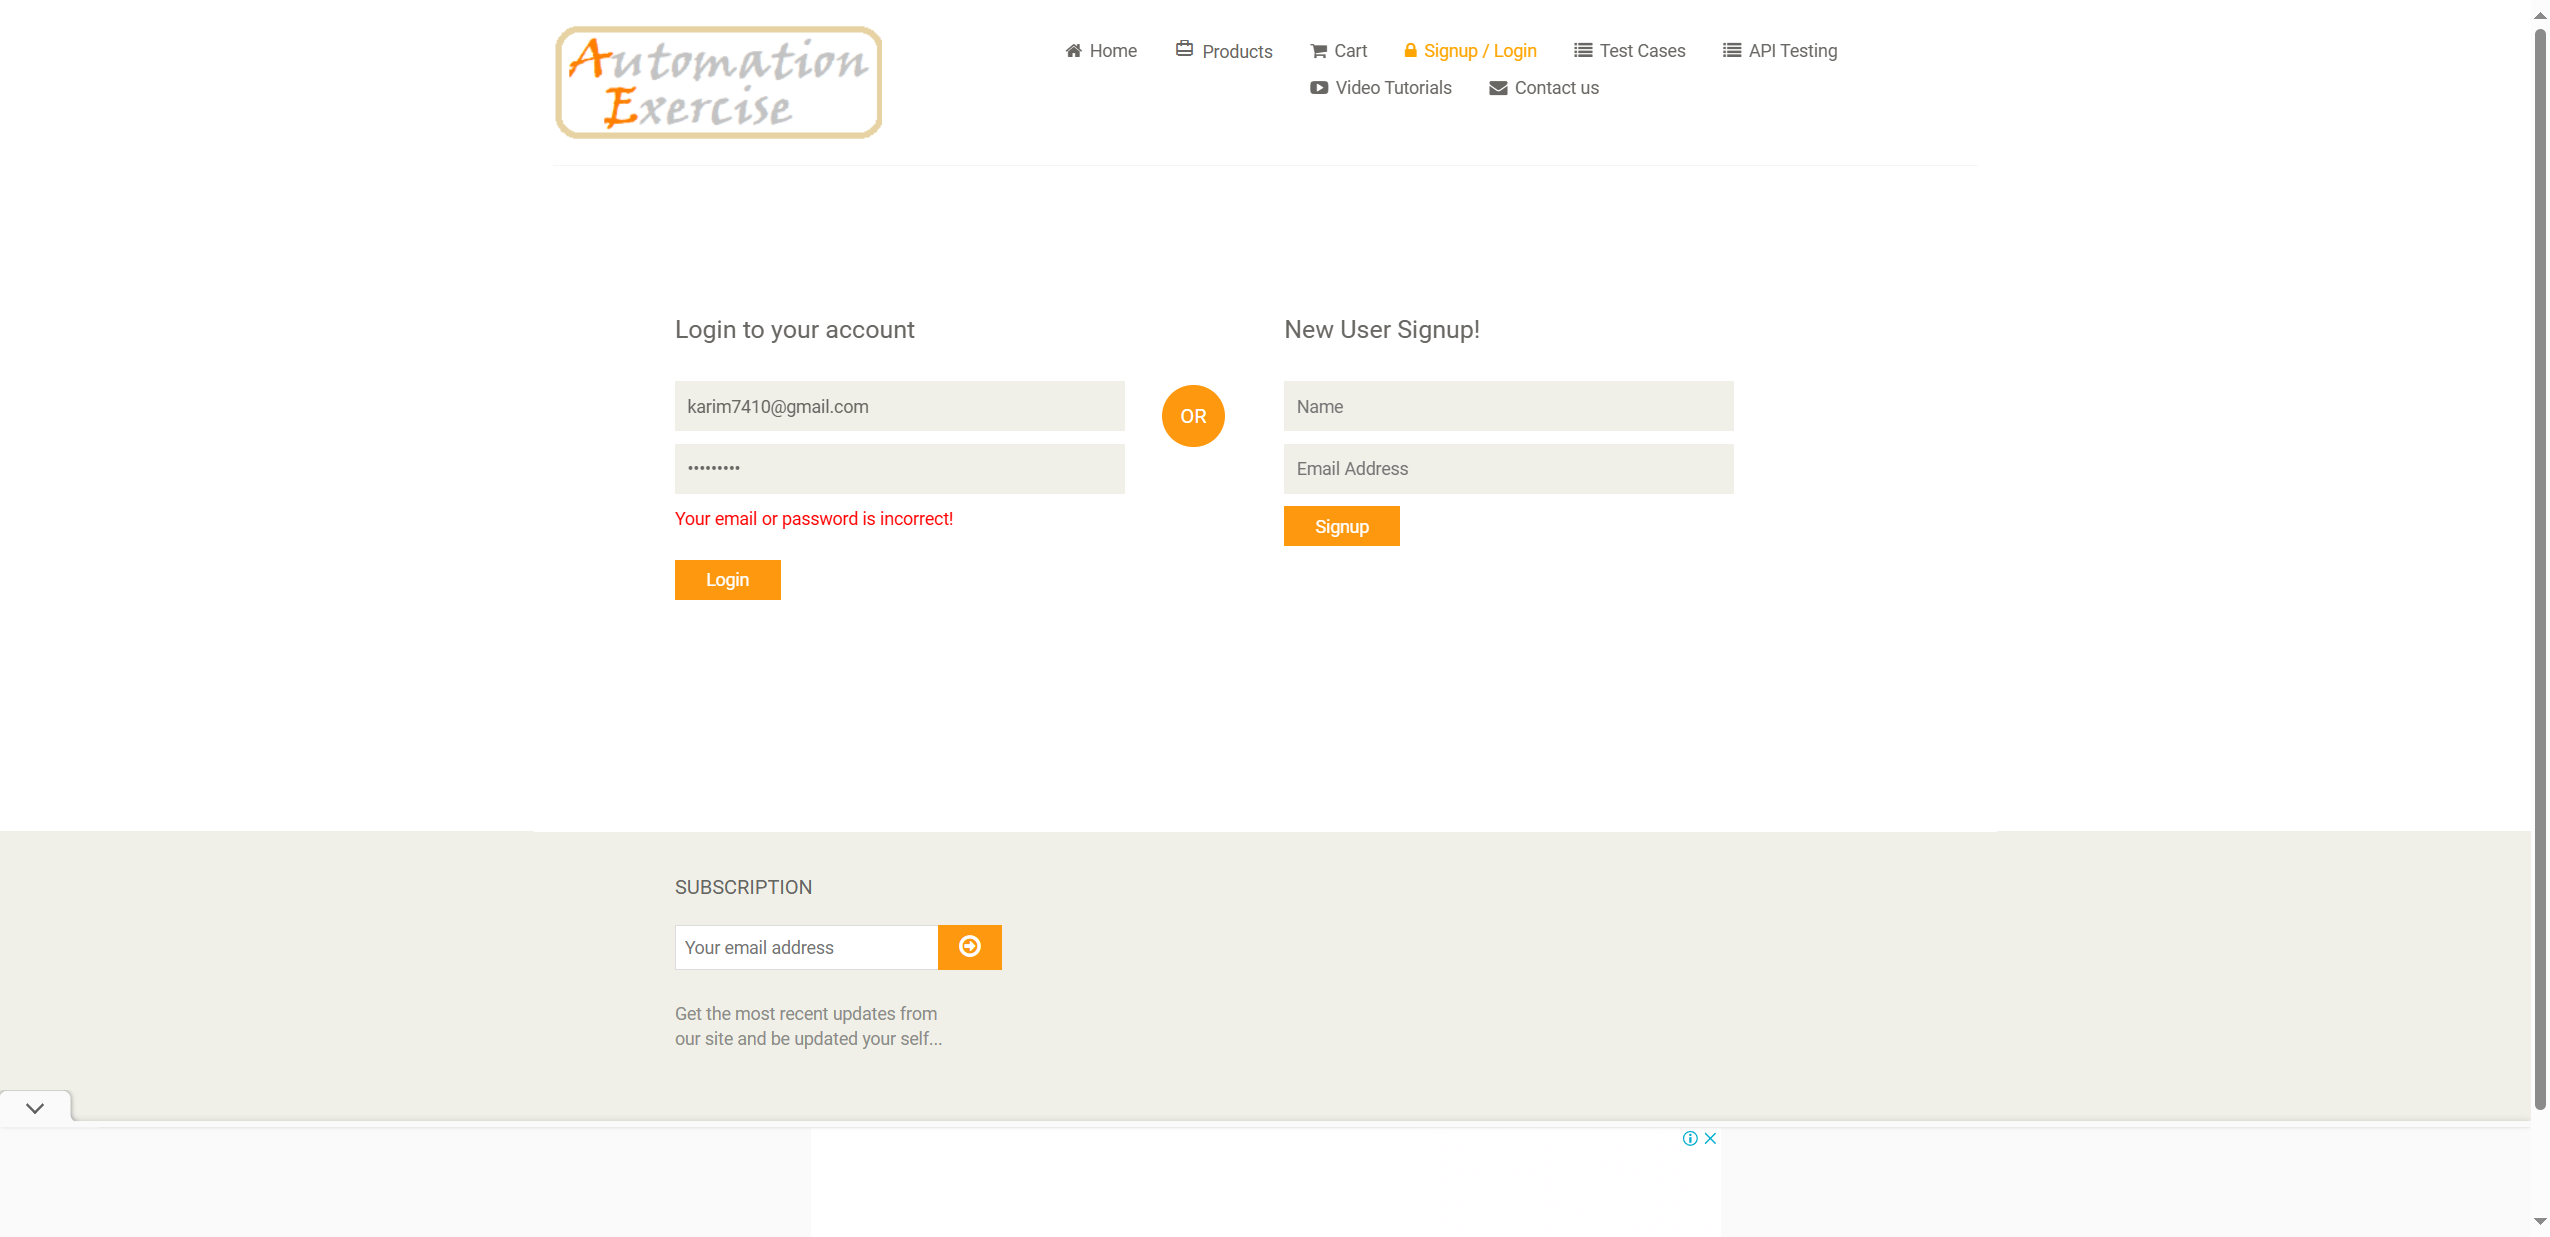 Automation
Exercise
Home
Products
Cart
Signup / Login
Test Cases
API Testing
Video Tutorials
Contact us
Login to your account
karim7410@gmail.com
•••••••••
Your email or password is incorrect!
Login
OR
New User Signup!
Name
Email Address
Signup
SUBSCRIPTION
Your email address
Get the most recent updates from
our site and be updated your self...